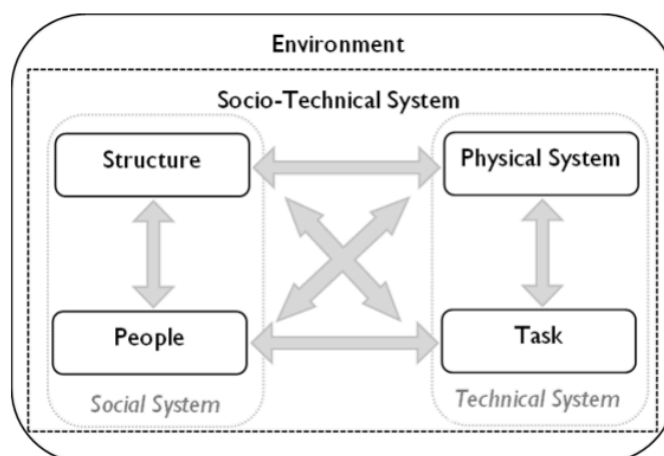 Environment
Socio-Technical System
Structure
Physical System
People
Task
Social System
Technical System